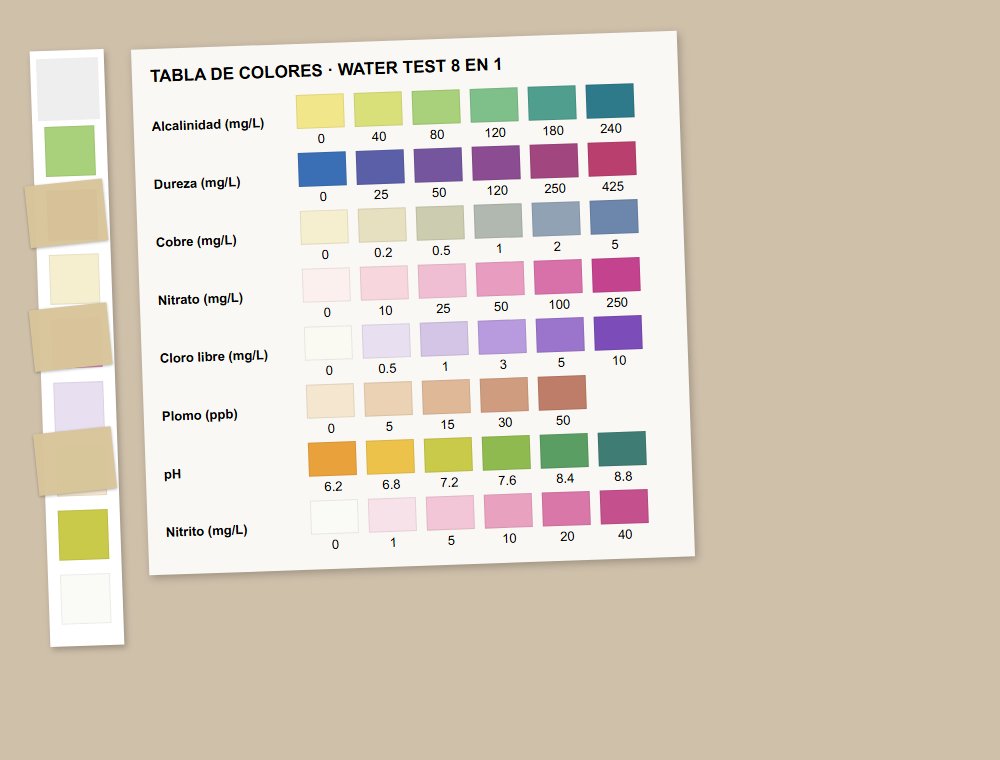 TABLA DE COLORES · WATER TEST 8 EN 1
Alcalinidad (mg/L)
0 40 80 120 180 240
Dureza (mg/L)
0 25 50 120 250 425
Cobre (mg/L)
0 0.2 0.5 1 2 5
Nitrato (mg/L)
0 10 25 50 100 250
Cloro libre (mg/L)
0 0.5 1 3 5 10
Plomo (ppb)
0 5 15 30 50
pH
6.2 6.8 7.2 7.6 8.4 8.8
Nitrito (mg/L)
0 1 5 10 20 40